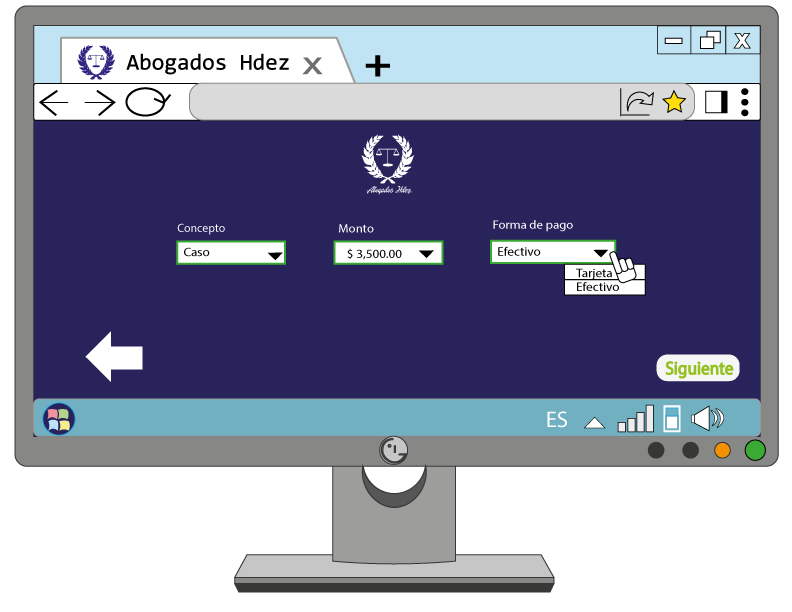 Abogados Hdez X
X
Abogados Hdez.
Concepto
Monto
Forma de pago
Caso
$ 3,500.00
Efectivo
Tarjeta
Efectivo
Siguiente
ES